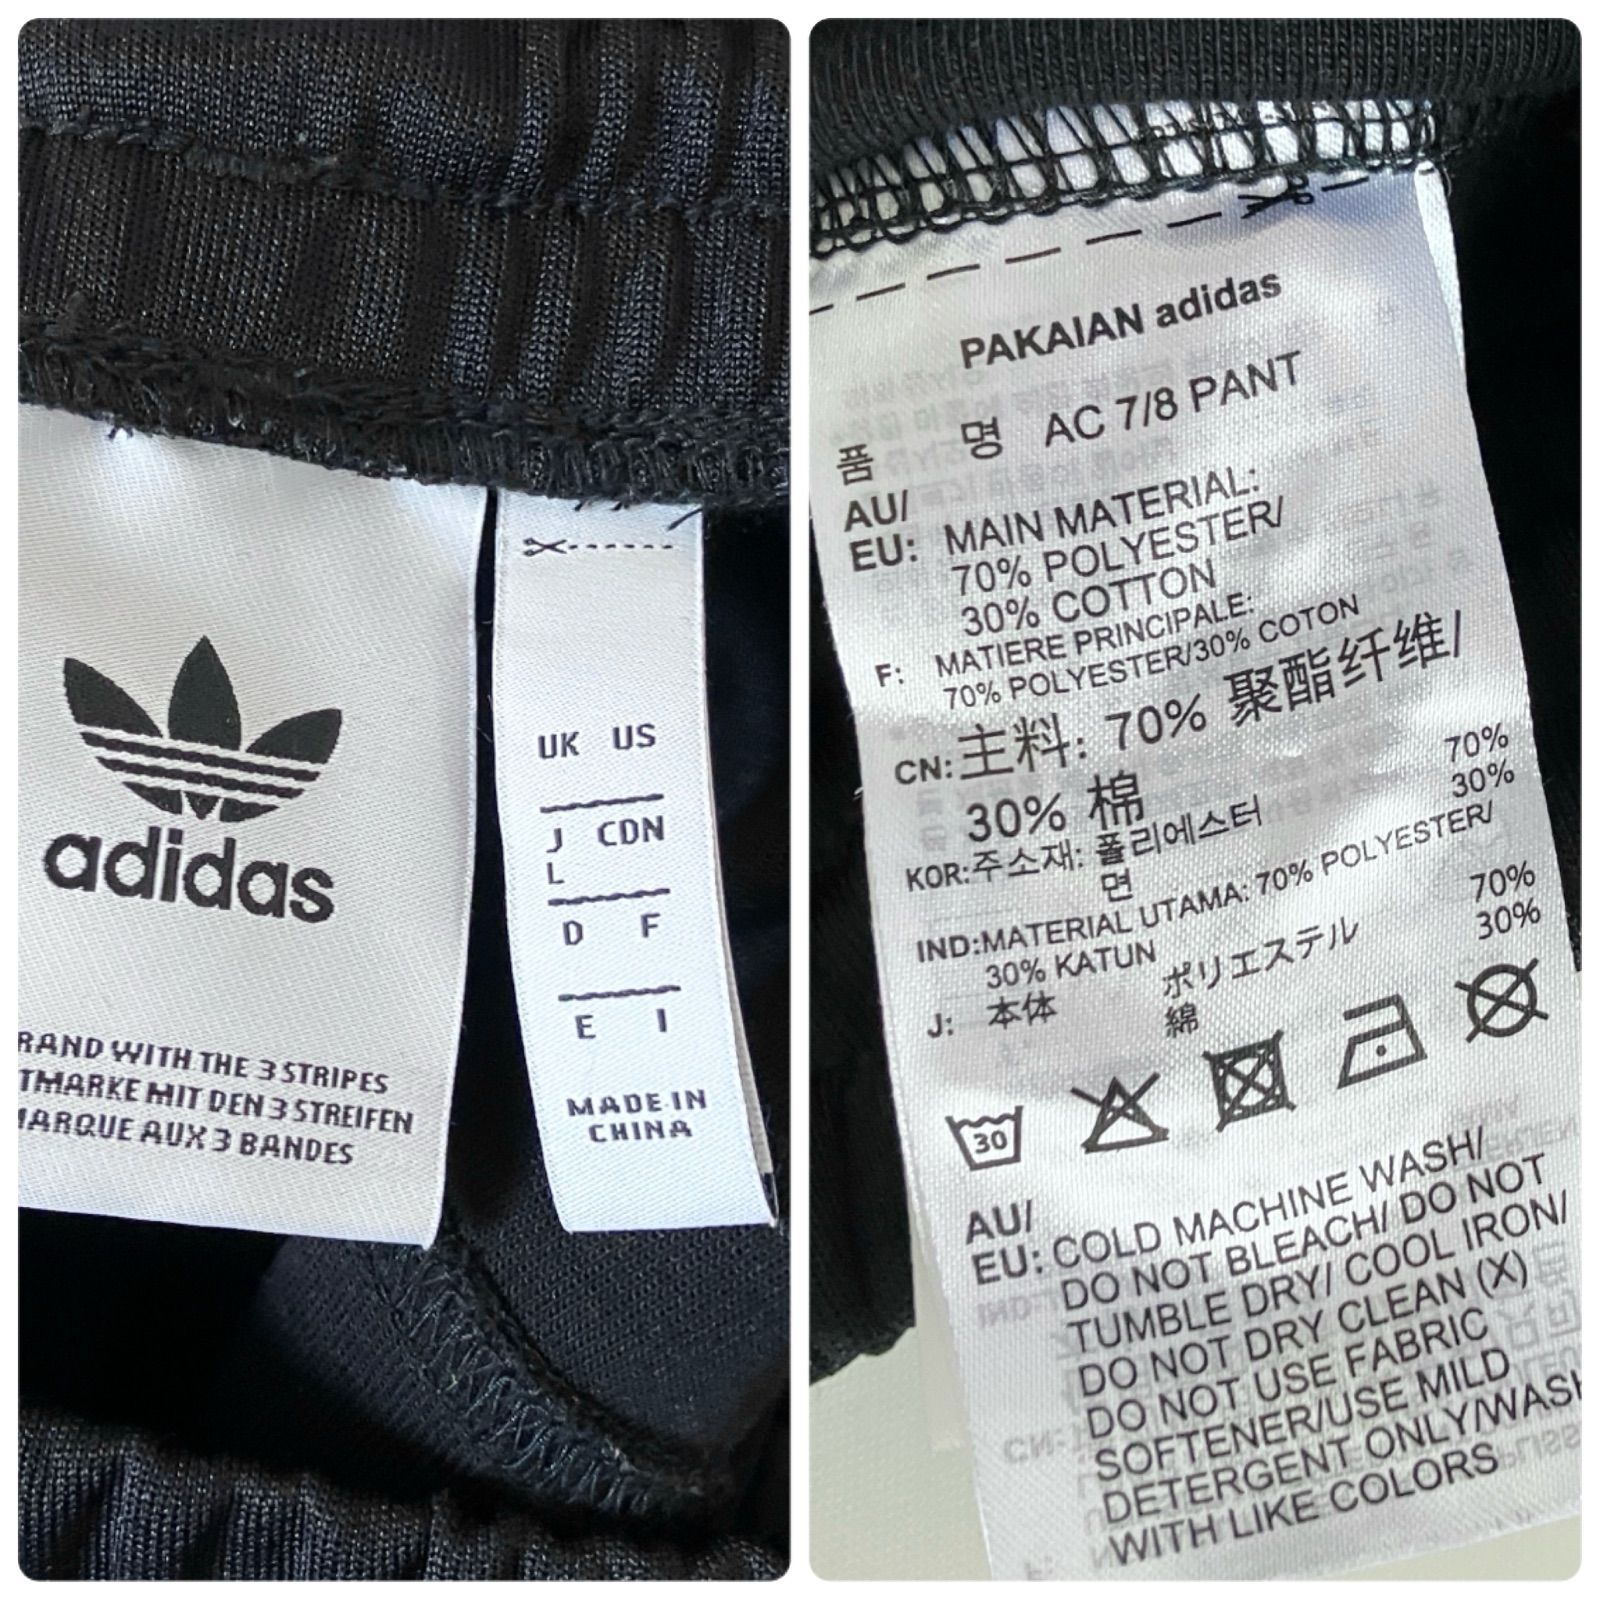 adidas
RAND WITH THE 3 STRIPES
TMARKE MIT DEN 3 STREIFEN
MARQUE AUX 3 BANDES
UK US
J CDN
L
D F
E I
MADE IN
CHINA
PAKAIAN adidas
품 명 AC 7/8 PANT
AU/
EU: MAIN MATERIAL:
70% POLYESTER/
30% COTTON
F: MATIERE PRINCIPALE:
70% POLYESTER/30% COTON
CN: 主料: 70% 聚酯纤维/
30% 棉
KOR:주소재: 폴리에스터 70%
면 30%
IND:MATERIAL UTAMA: 70% POLYESTER/
30% KATUN
J: 本体 ポリエステル 70%
綿 30%
30
AU/
EU: COLD MACHINE WASH/
DO NOT BLEACH/ DO NOT
TUMBLE DRY/ COOL IRON/
DO NOT DRY CLEAN (X)
DO NOT USE FABRIC
SOFTENER/USE MILD
DETERGENT ONLY/WASH
WITH LIKE COLORS